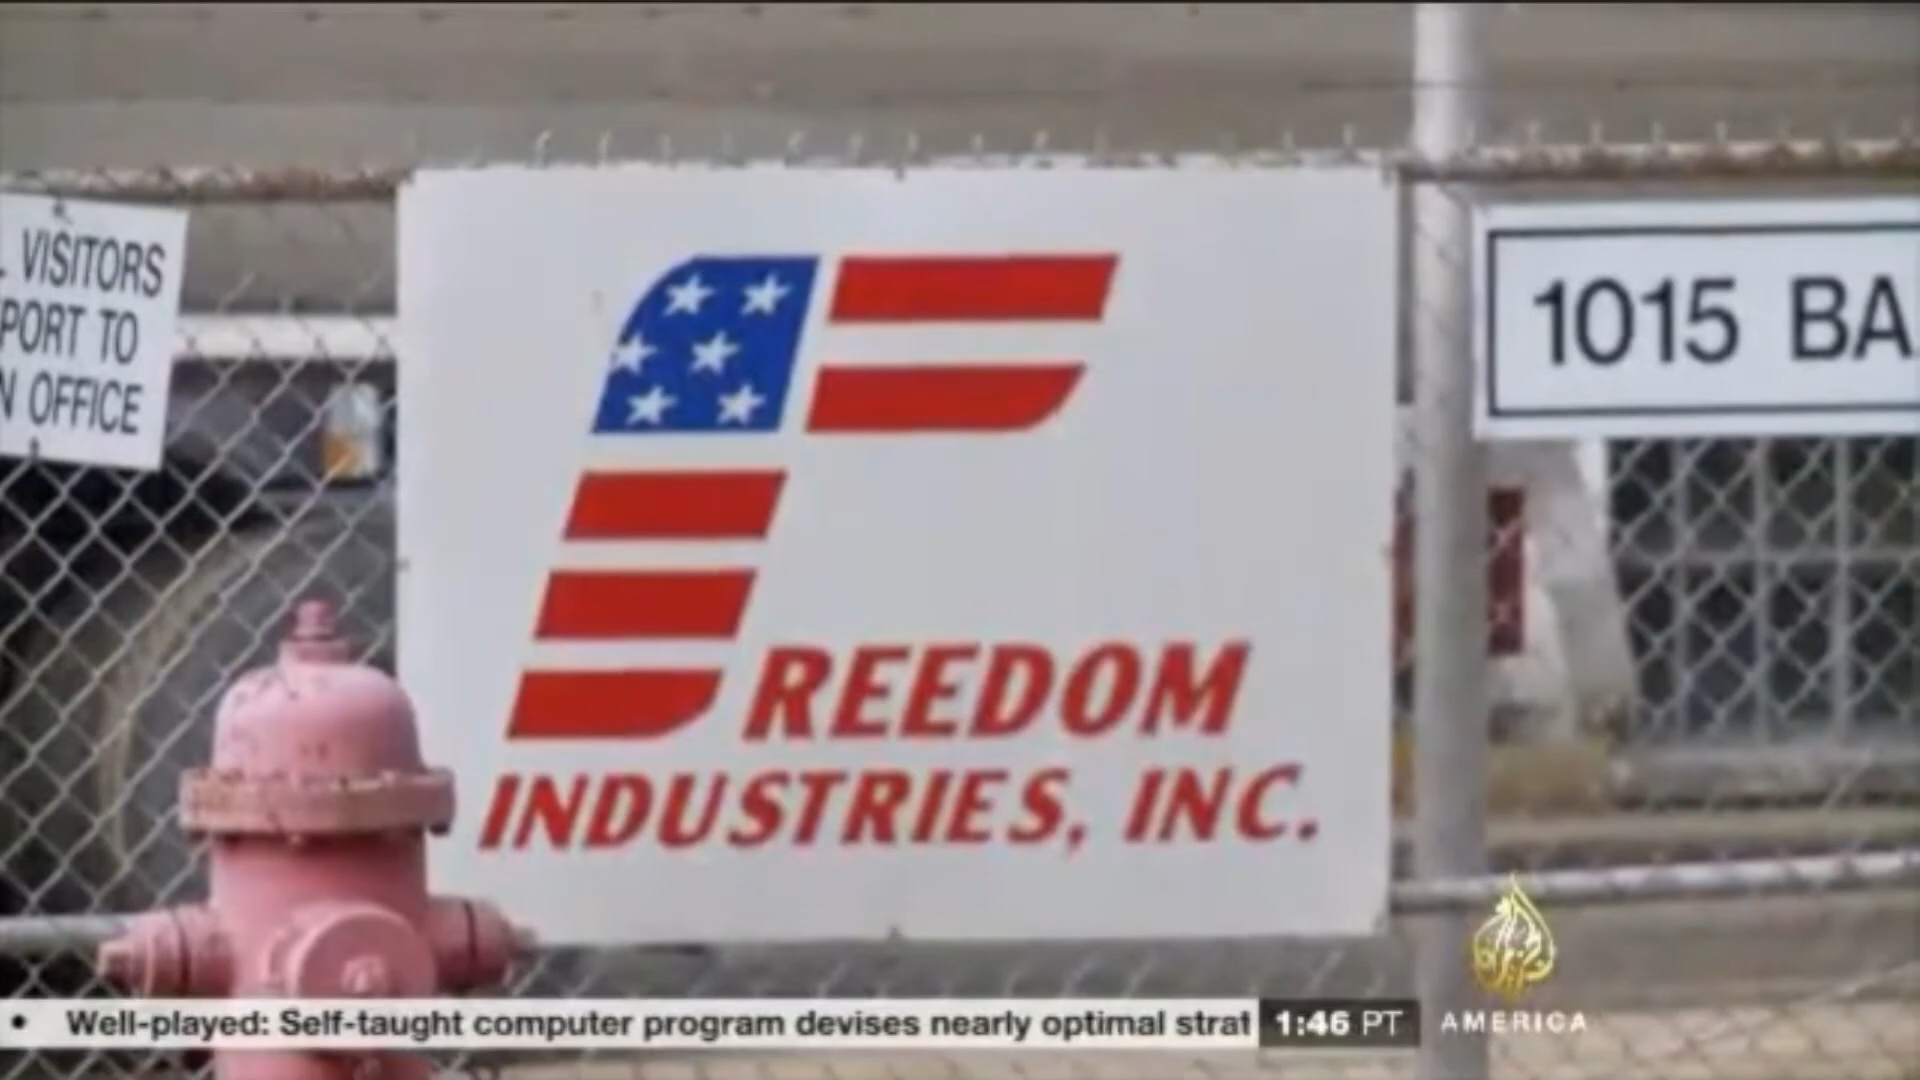 VISITORS
PORT TO
OFFICE
FREEDOM
INDUSTRIES, INC.
1015 BA
• Well-played: Self-taught computer program devises nearly optimal strat
1:46 PT
AMERICA